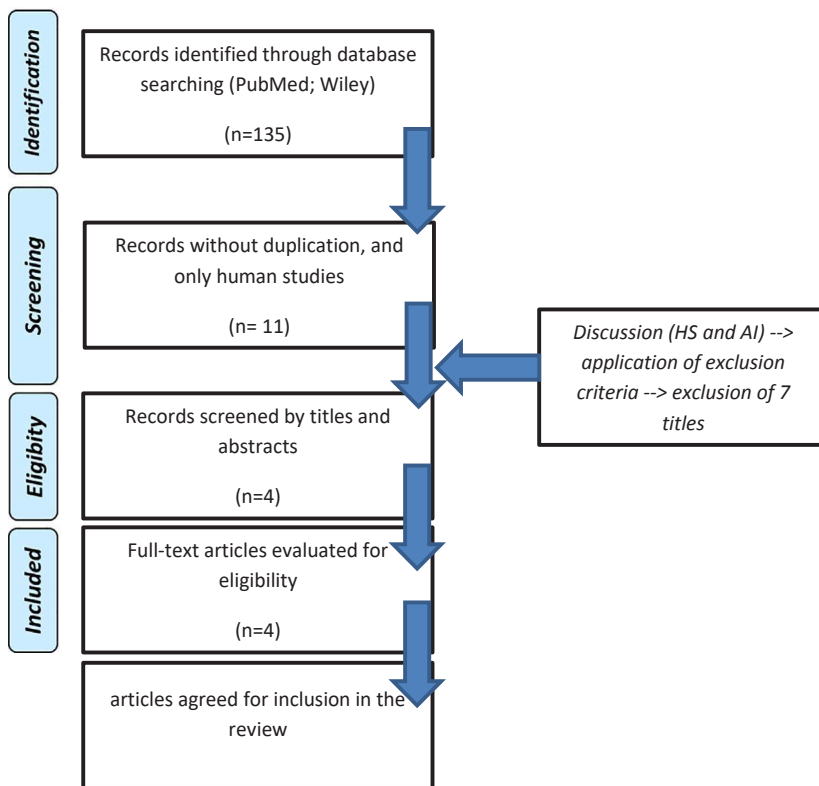 Identification
Records identified through database
searching (PubMed; Wiley)
(n=135)
Screening
Records without duplication, and
only human studies
(n= 11)
Discussion (HS and AI) -->
application of exclusion
criteria --> exclusion of 7
titles
Eligibity
Records screened by titles and
abstracts
(n=4)
Included
Full-text articles evaluated for
eligibility
(n=4)
articles agreed for inclusion in the
review